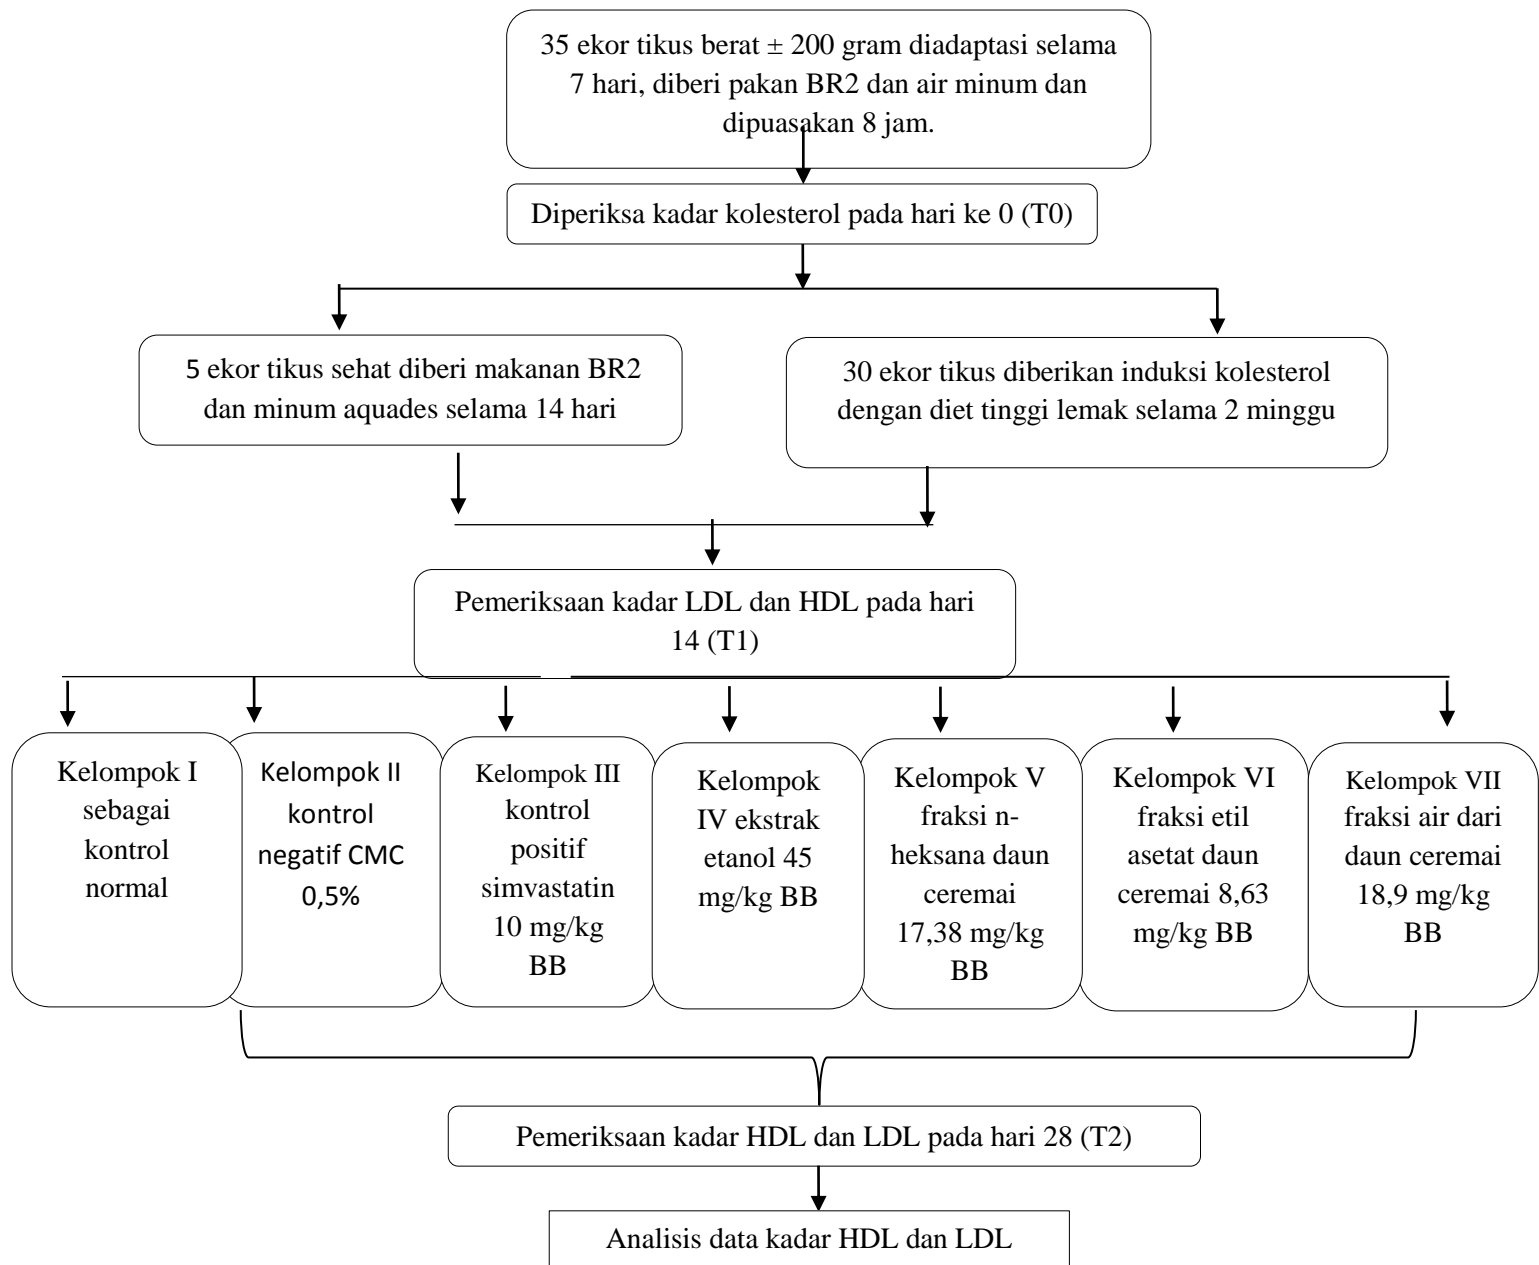 35 ekor tikus berat ± 200 gram diadaptasi selama
7 hari, diberi pakan BR2 dan air minum dan
dipuasakan 8 jam.
Diperiksa kadar kolesterol pada hari ke 0 (T0)
5 ekor tikus sehat diberi makanan BR2
dan minum aquades selama 14 hari
30 ekor tikus diberikan induksi kolesterol
dengan diet tinggi lemak selama 2 minggu
Pemeriksaan kadar LDL dan HDL pada hari
14 (T1)
Kelompok I
sebagai
kontrol
normal
Kelompok II
kontrol
negatif CMC
0,5%
Kelompok III
kontrol
positif
simvastatin
10 mg/kg
BB
Kelompok
IV ekstrak
etanol 45
mg/kg BB
Kelompok V
fraksi n-
heksana daun
ceremai
17,38 mg/kg
BB
Kelompok VI
fraksi etil
asetat daun
ceremai 8,63
mg/kg BB
Kelompok VII
fraksi air dari
daun ceremai
18,9 mg/kg
BB
Pemeriksaan kadar HDL dan LDL pada hari 28 (T2)
Analisis data kadar HDL dan LDL